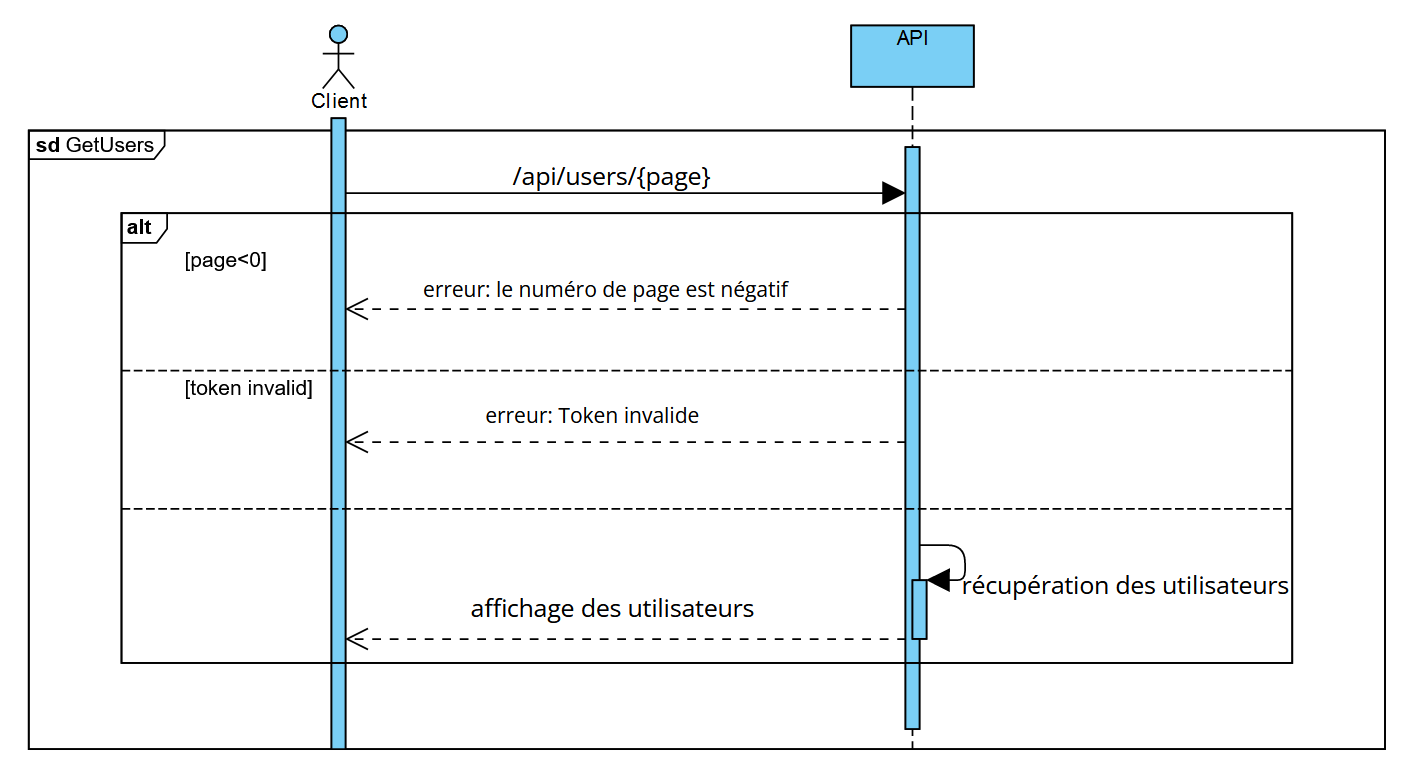 Client
API
sd GetUsers
/api/users/{page}
alt
[page<0]
erreur: le numéro de page est négatif
[token invalid]
erreur: Token invalide
récupération des utilisateurs
affichage des utilisateurs